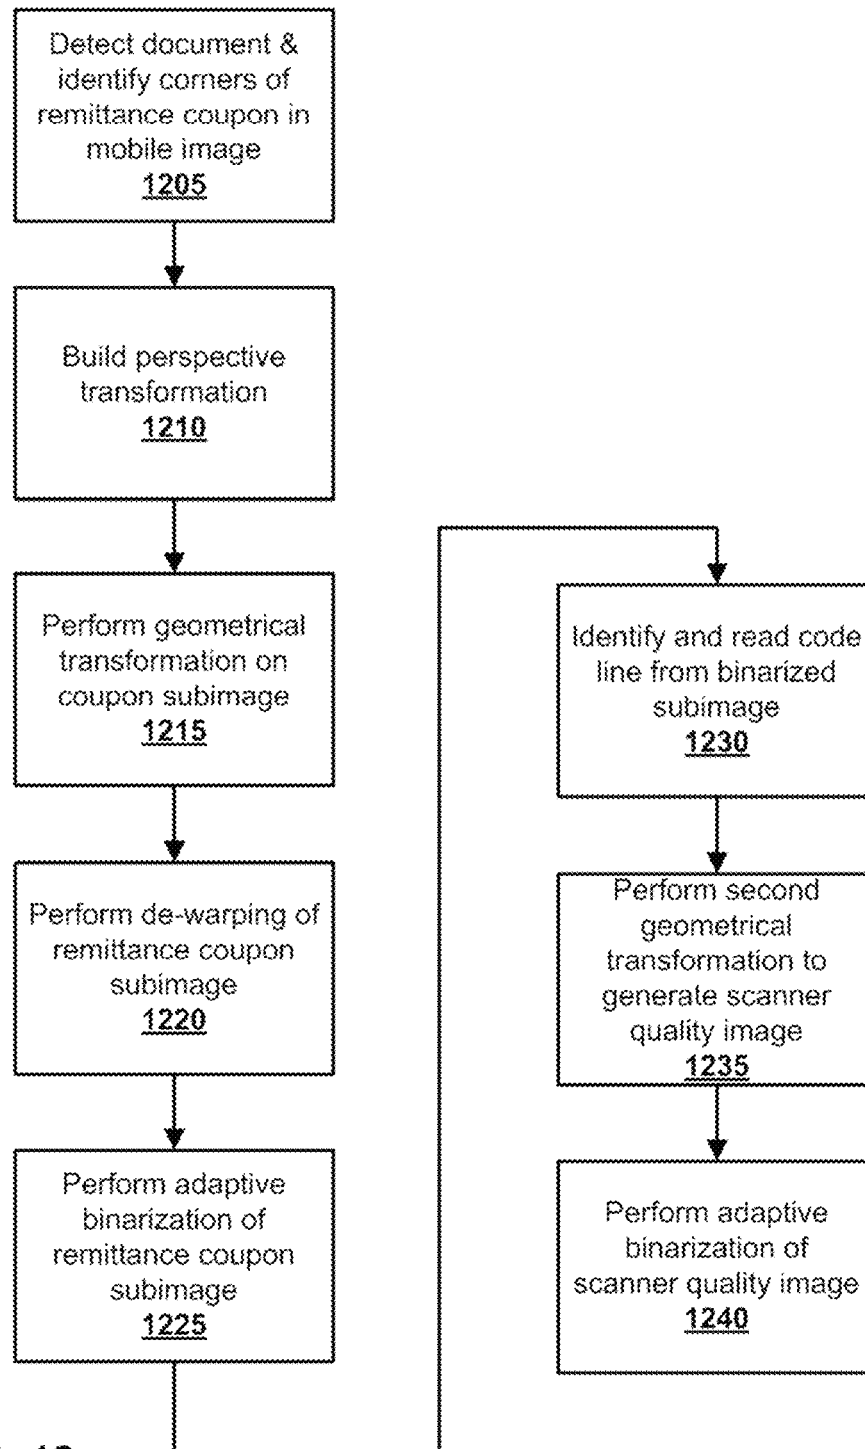 Detect document &
identify corners of
remittance coupon in
mobile image
1205
Build perspective
transformation
1210
Perform geometrical
transformation on
coupon subimage
1215
Perform de-warping of
remittance coupon
subimage
1220
Perform adaptive
binarization of
remittance coupon
subimage
1225
Identify and read code
line from binarized
subimage
1230
Perform second
geometrical
transformation to
generate scanner
quality image
1235
Perform adaptive
binarization of
scanner quality image
1240